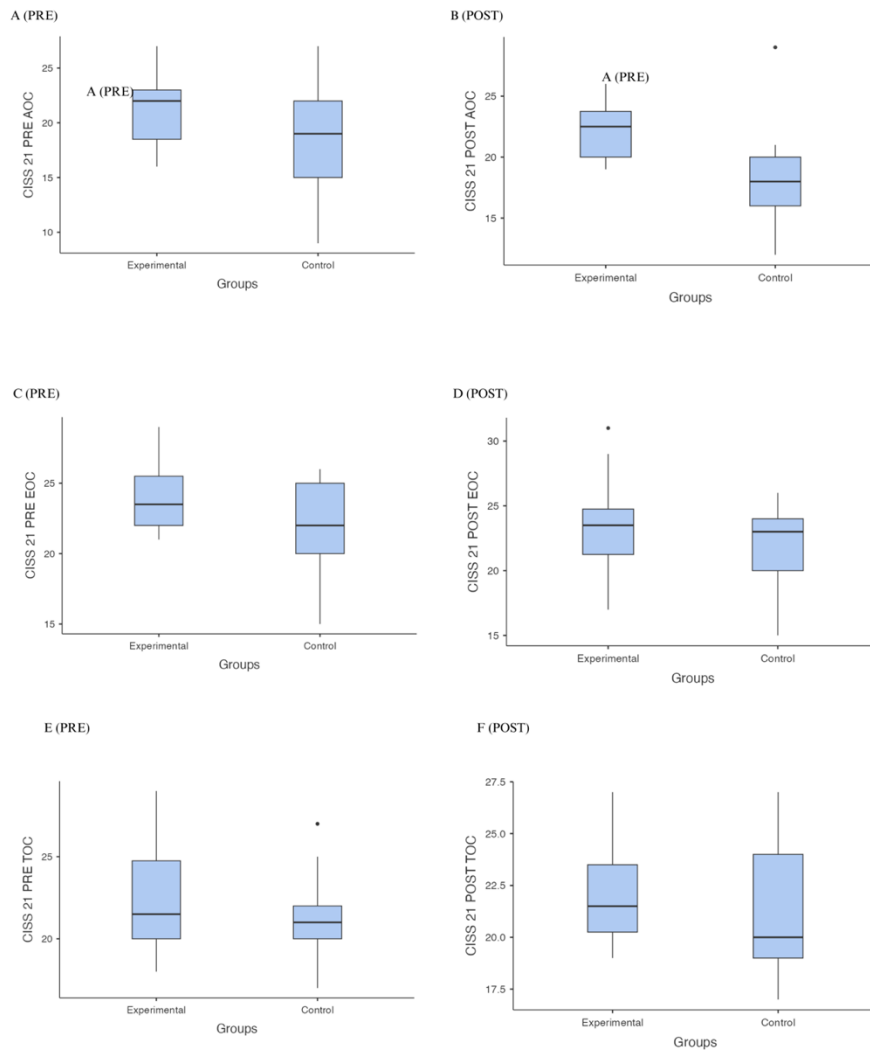 A (PRE)
25
20
15
10
CISS 21 PRE AOC
A (PRE)
Experimental
Control
Groups
B (POST)
25
20
15
CISS 21 POST AOC
A (PRE)
Experimental
Control
Groups
C (PRE)
25
20
15
CISS 21 PRE EOC
Experimental
Control
Groups
D (POST)
30
25
20
15
CISS 21 POST EOC
Experimental
Control
Groups
E (PRE)
25
20
CISS 21 PRE TOC
Experimental
Control
Groups
F (POST)
27.5
25.0
22.5
20.0
17.5
CISS 21 POST TOC
Experimental
Control
Groups